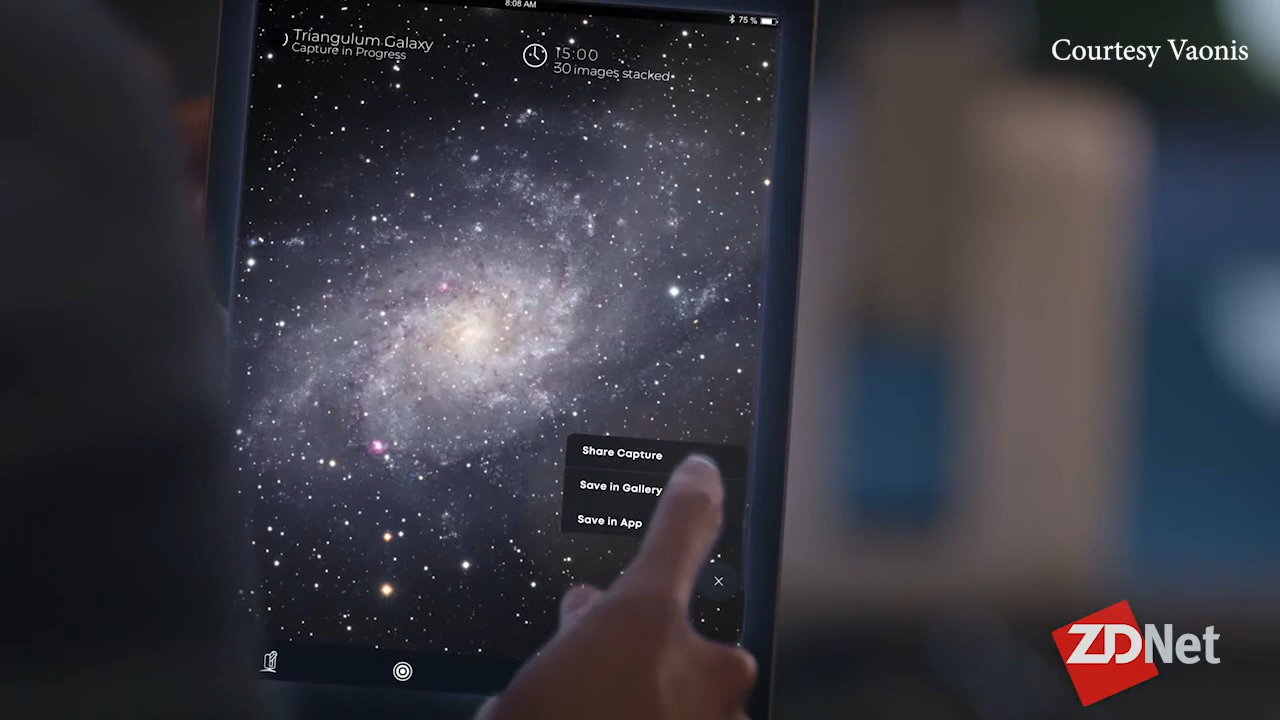 8:08 AM
75 %
Triangulum Galaxy
Capture in Progress
15:00
30 images stacked
Courtesy Vaonis
Share Capture
Save in Gallery
Save in App
ZDNet